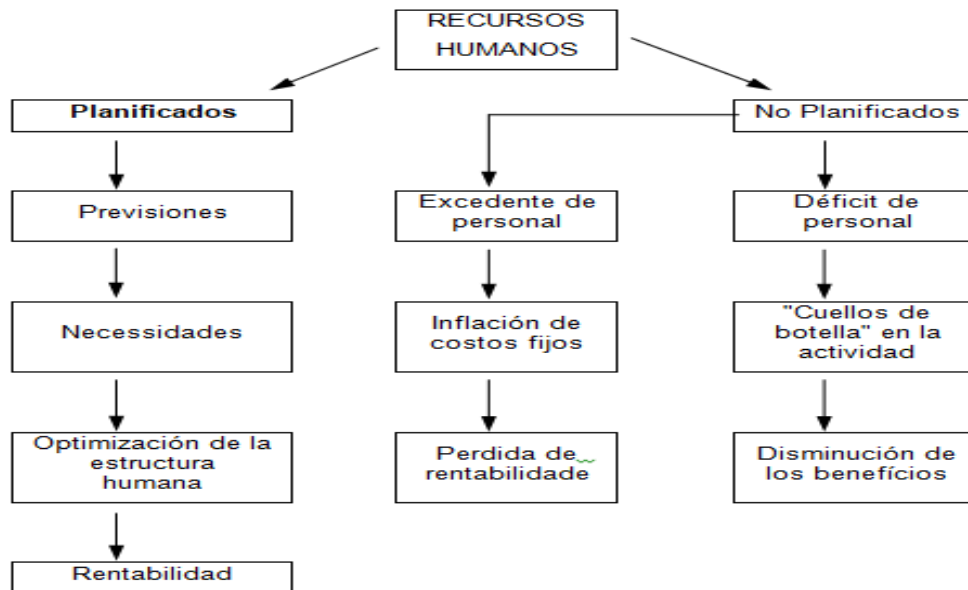 RECURSOS
HUMANOS
Planificados
No Planificados
Previsiones
Excedente de
personal
Déficit de
personal
Necessidades
Inflación de
costos fijos
"Cuellos de
botella" en la
actividad
Optimización de la
estructura
humana
Perdida de
rentabilidade
Disminución de
los benefícios
Rentabilidad